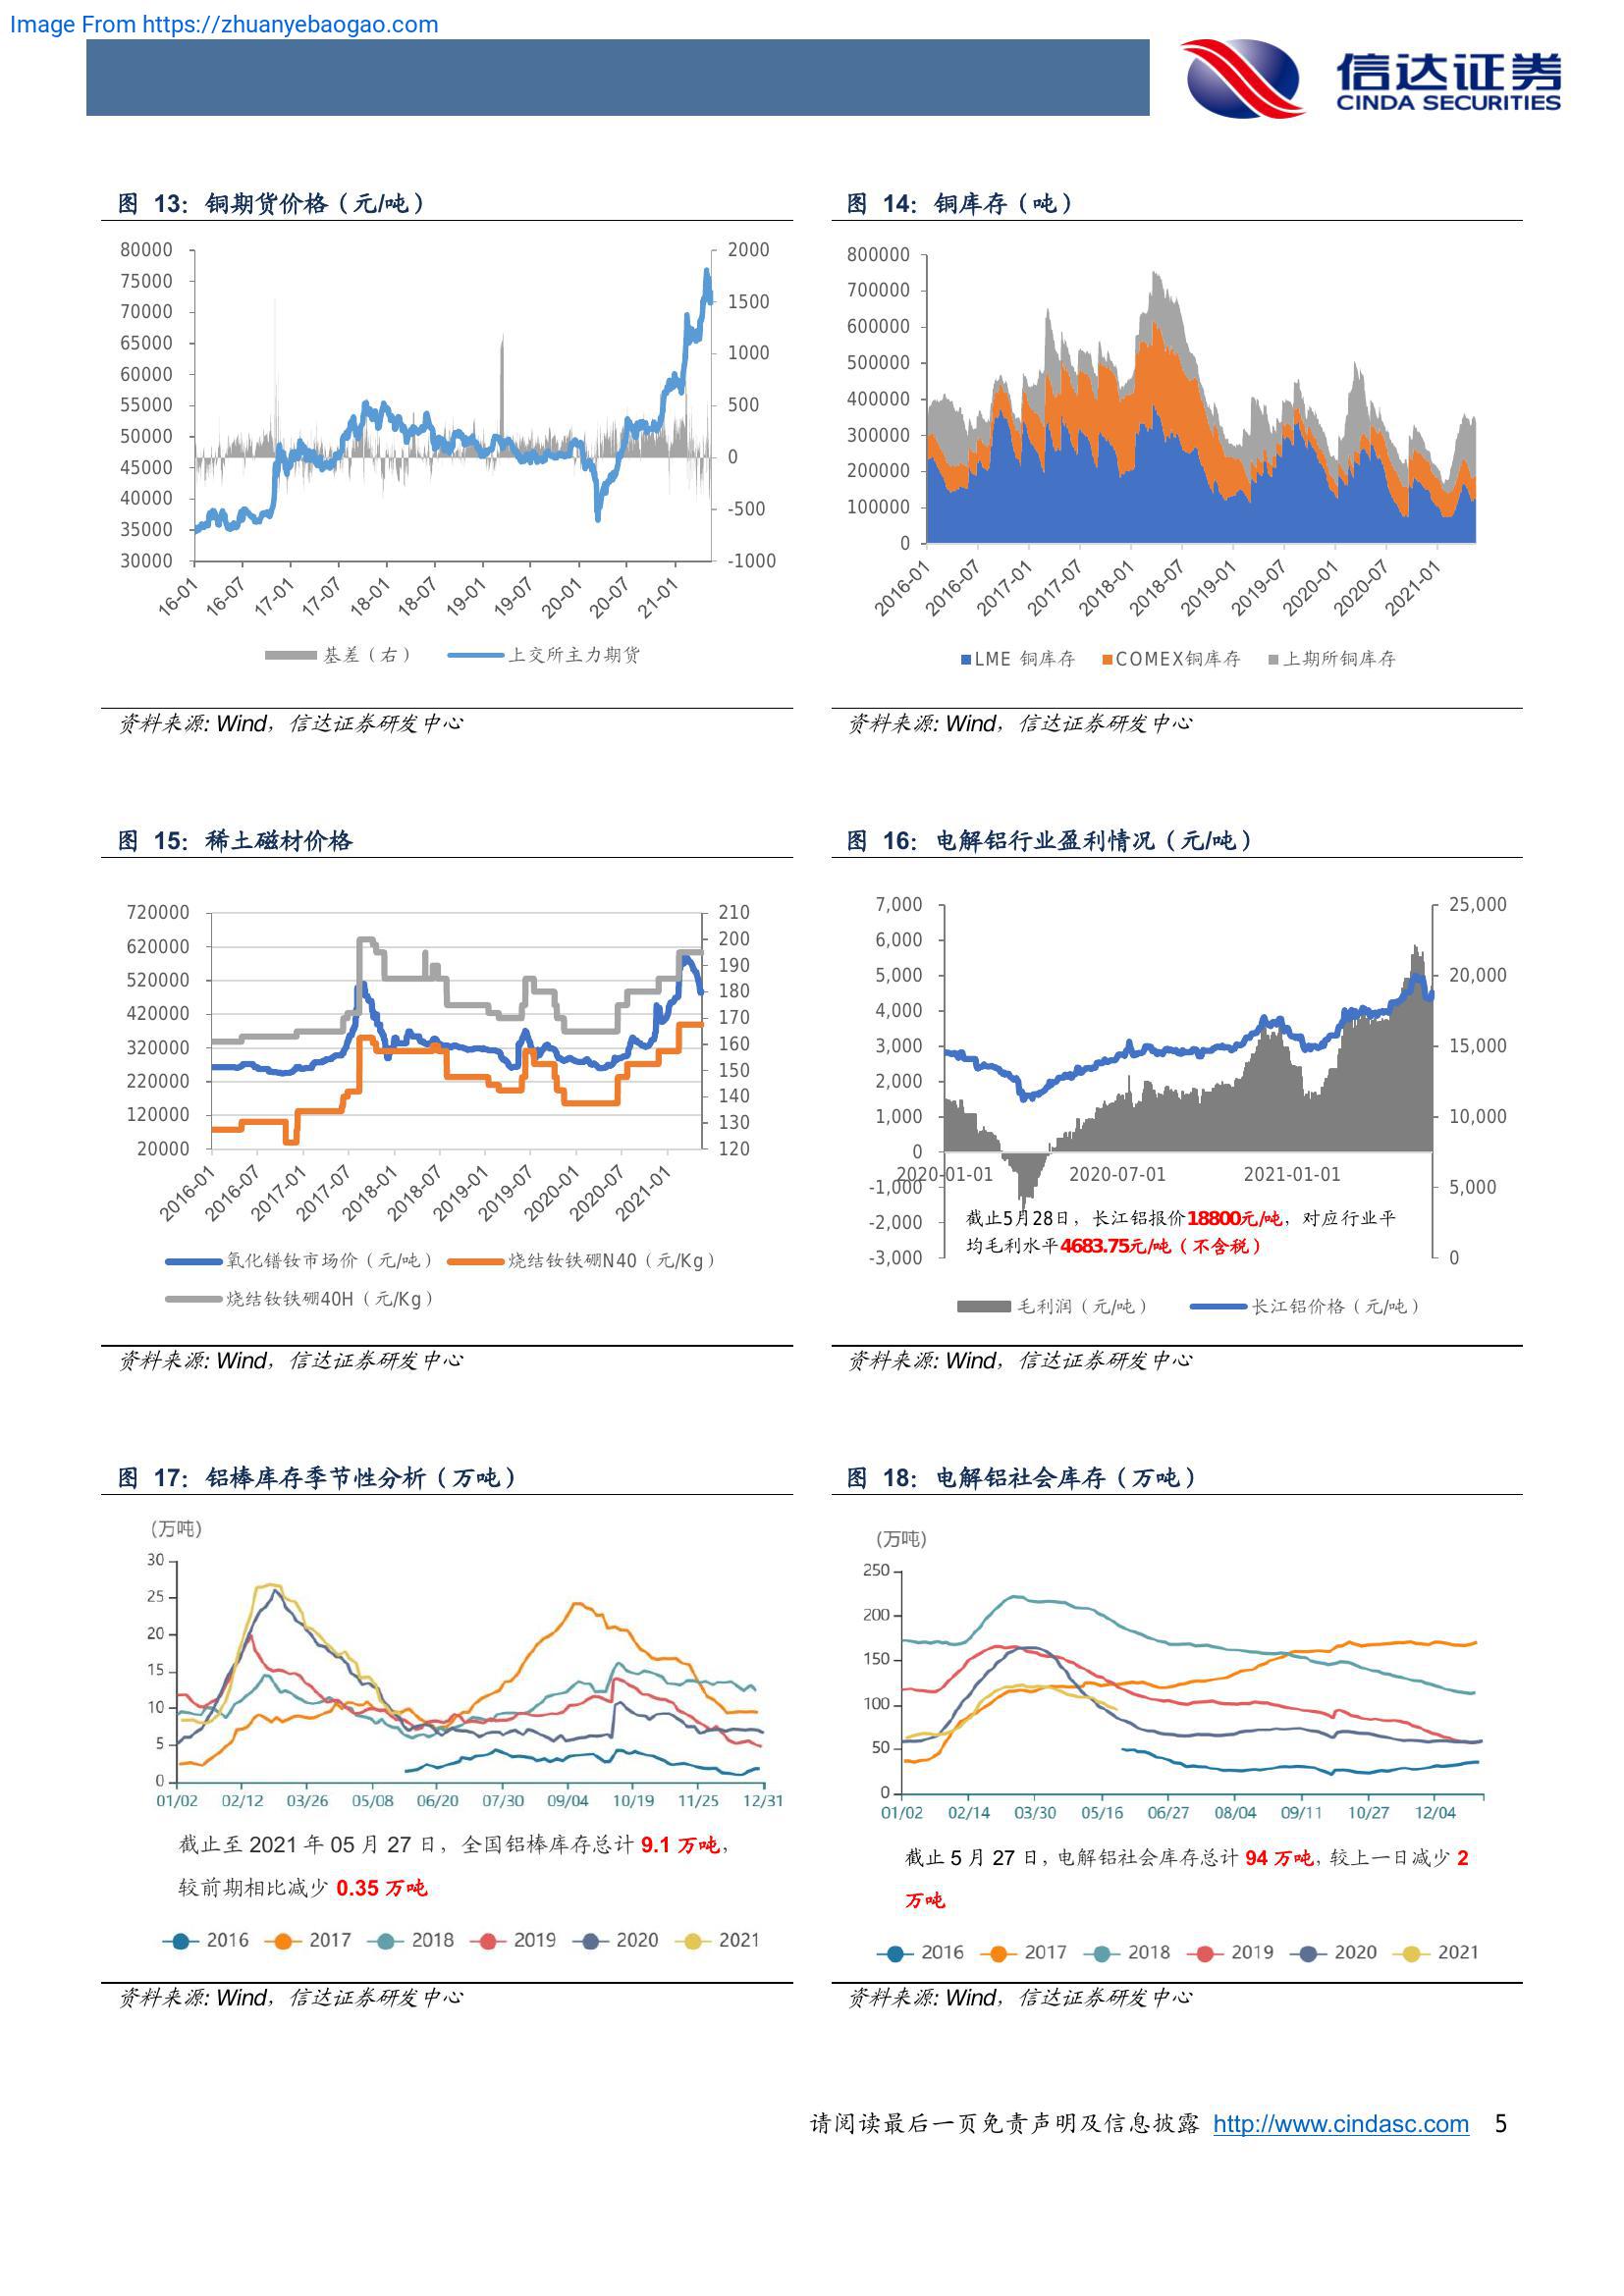 Image From https://zhuanyebaogao.com
信达证券
CINDA SECURITIES
图 13：铜期货价格（元/吨）
80000
75000
70000
65000
60000
55000
50000
45000
40000
35000
30000
2000
1500
1000
500
0
-500
-1000
16-01 16-07 17-01 17-07 18-01 18-07 19-01 19-07 20-01 20-07 21-01
基差（右） 上交所主力期货
资料来源: Wind，信达证券研发中心
图 14：铜库存（吨）
800000
700000
600000
500000
400000
300000
200000
100000
0
2016-01 2016-07 2017-01 2017-07 2018-01 2018-07 2019-01 2019-07 2020-01 2020-07 2021-01
LME 铜库存 COMEX铜库存 上期所铜库存
资料来源: Wind，信达证券研发中心
图 15：稀土磁材价格
720000
620000
520000
420000
320000
220000
120000
20000
210
200
190
180
170
160
150
140
130
120
2016-01 2016-07 2017-01 2017-07 2018-01 2018-07 2019-01 2019-07 2020-01 2020-07 2021-01
氧化镨钕市场价（元/吨） 烧结钕铁硼N40（元/Kg）
烧结钕铁硼40H（元/Kg）
资料来源: Wind，信达证券研发中心
图 16：电解铝行业盈利情况（元/吨）
7,000
6,000
5,000
4,000
3,000
2,000
1,000
0
-1,000
-2,000
-3,000
25,000
20,000
15,000
10,000
5,000
0
2020-01-01 2020-07-01 2021-01-01
截止5月28日，长江铝报价18800元/吨，对应行业平
均毛利水平4683.75元/吨（不含税）
毛利润（元/吨） 长江铝价格（元/吨）
资料来源: Wind，信达证券研发中心
图 17：铝棒库存季节性分析（万吨）
(万吨)
30
25
20
15
10
5
0
01/02 02/12 03/26 05/08 06/20 07/30 09/04 10/19 11/25 12/31
截止至 2021 年 05 月 27 日，全国铝棒库存总计 9.1 万吨，
较前期相比减少 0.35 万吨
2016 2017 2018 2019 2020 2021
资料来源: Wind，信达证券研发中心
图 18：电解铝社会库存（万吨）
(万吨)
250
200
150
100
50
0
01/02 02/14 03/30 05/16 06/27 08/04 09/11 10/27 12/04
截止 5 月 27 日，电解铝社会库存总计 94 万吨，较上一日减少 2
万吨
2016 2017 2018 2019 2020 2021
资料来源: Wind，信达证券研发中心
请阅读最后一页免责声明及信息披露 http://www.cindasc.com 5